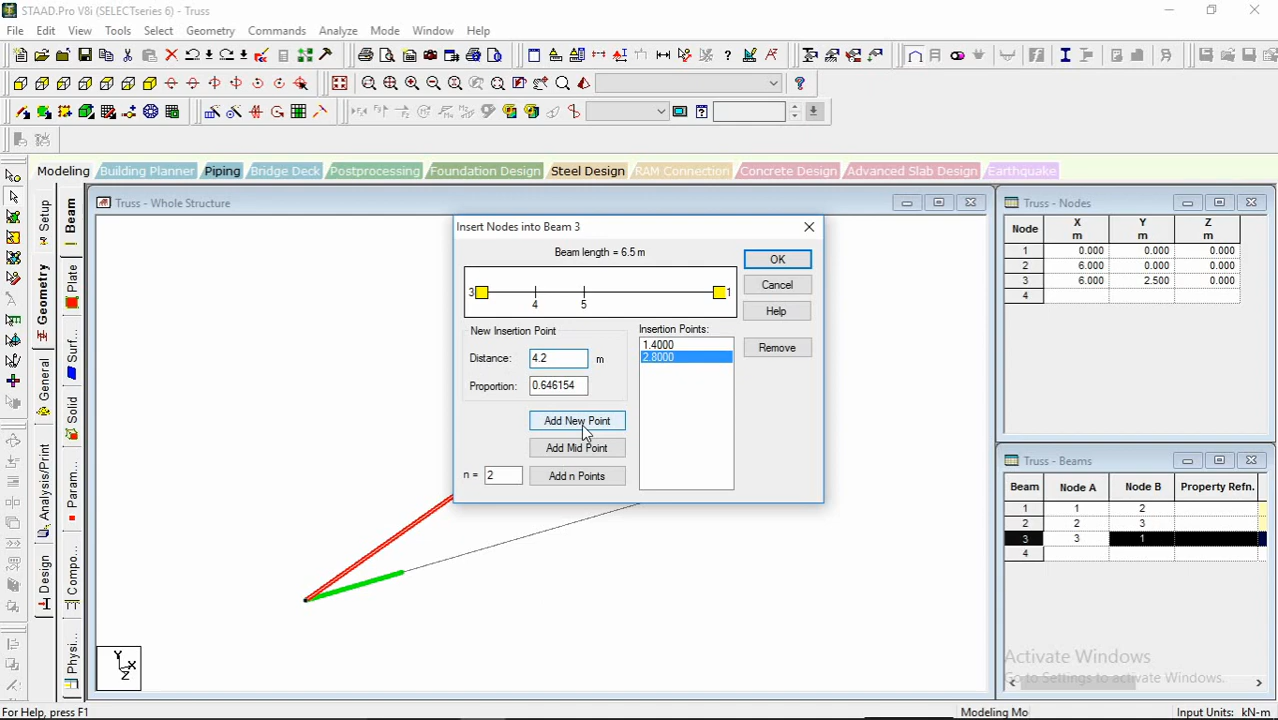 STAAD.Pro V8i (SELECTseries 6) - Truss
File Edit View Tools Select Geometry Commands Analyze Mode Window Help
Modeling Building Planner Piping Bridge Deck Postprocessing Foundation Design Steel Design RAM Connection Concrete Design Advanced Slab Design Earthquake
Setup
Geometry
General
Analysis/Print
Design
Beam
Plate
Surf...
Solid
Param...
Compo...
Physi...
Truss - Whole Structure
Y
X
Z
Insert Nodes into Beam 3
Beam length = 6.5 m
3 4 5 1
OK
Cancel
Help
Remove
New Insertion Point
Distance: 4.2 m
Proportion: 0.646154
Insertion Points:
1.4000
2.8000
Add New Point
Add Mid Point
n = 2 Add n Points
Truss - Nodes
Node X m Y m Z m
1 0.000 0.000 0.000
2 6.000 0.000 0.000
3 6.000 2.500 0.000
4
Truss - Beams
Beam Node A Node B Property Refn.
1 1 2
2 2 3
3 3 1
4
Activate Windows
Go to Settings to activate Windows.
For Help, press F1
Modeling Mo
Input Units: kN-m